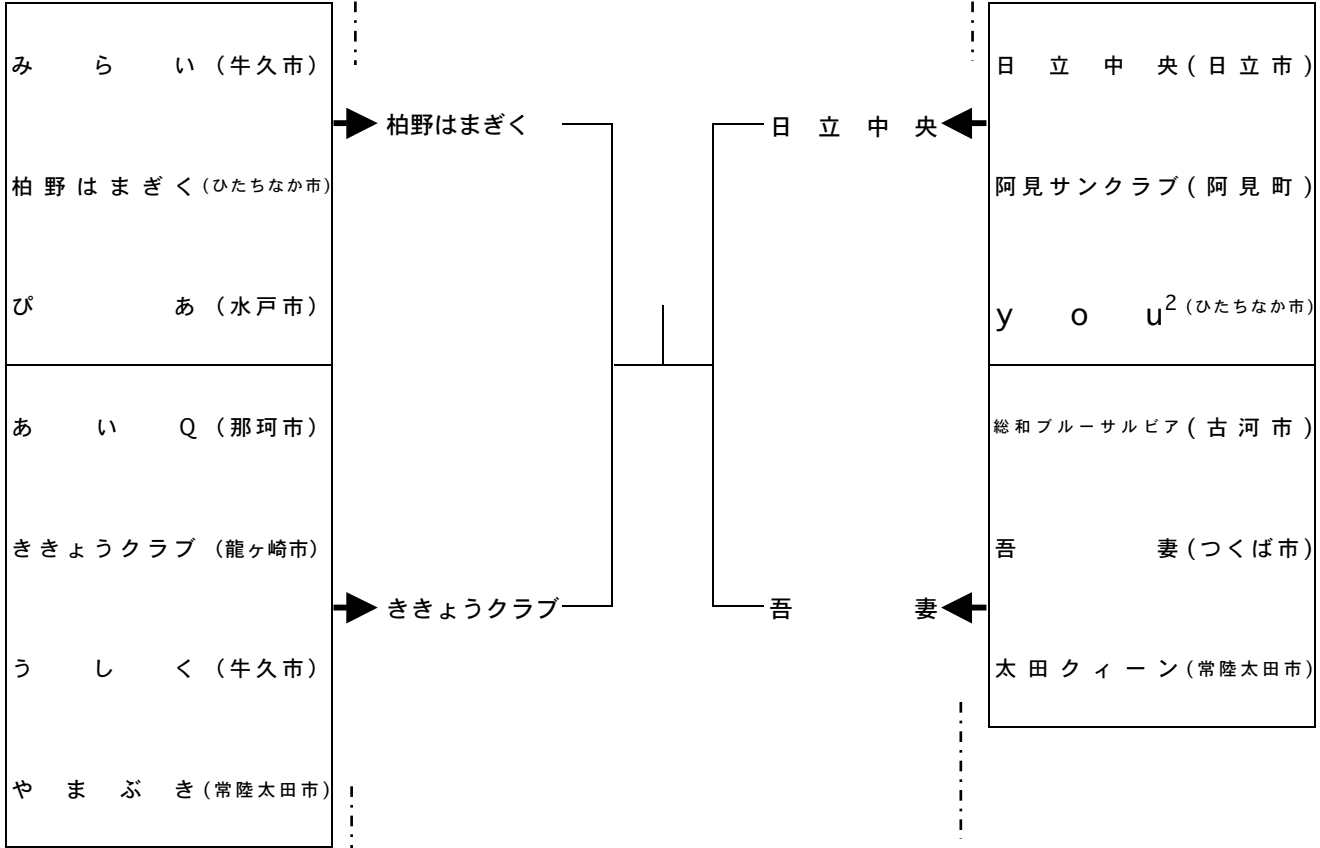 みらい（牛久市）
柏野はまぎく（ひたちなか市）
ぴあ（水戸市）
あいQ（那珂市）
ききょうクラブ（龍ヶ崎市）
うしく（牛久市）
やまぶき（常陸太田市）
柏野はまぎく
ききょうクラブ
日立中央
吾妻
日立中央(日立市)
阿見サンクラブ(阿見町)
you²（ひたちなか市）
総和ブルーサルビア(古河市)
吾妻(つくば市)
太田クィーン(常陸太田市)